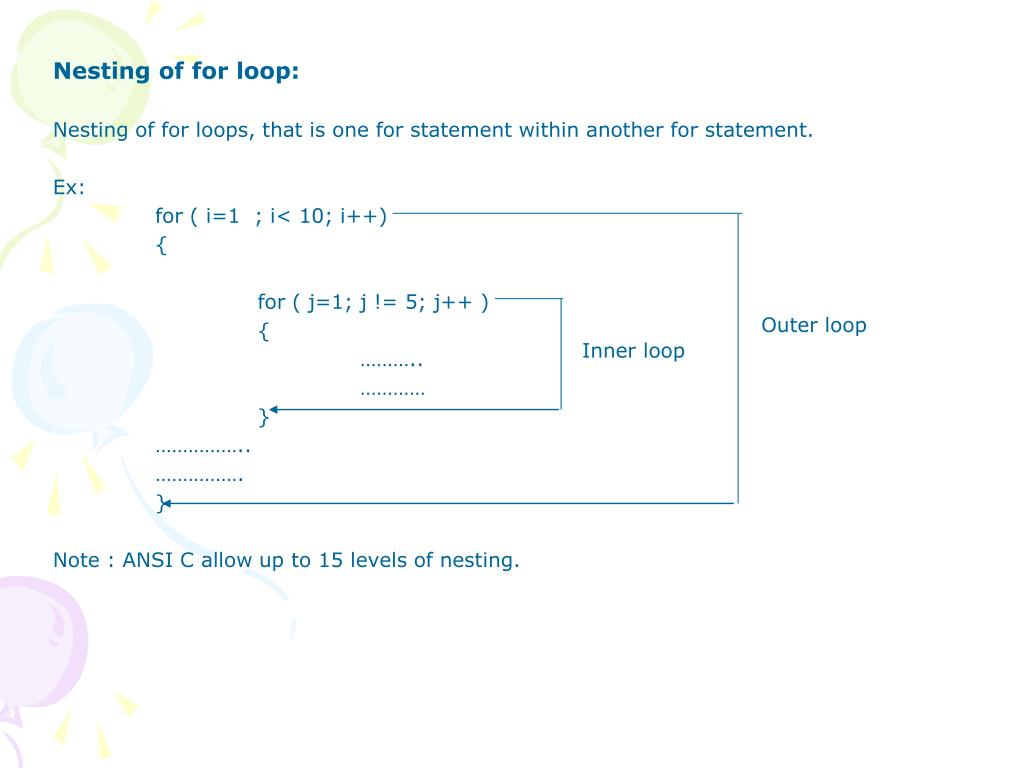 Nesting of for loop:
Nesting of for loops, that is one for statement within another for statement.
Ex:
for ( i=1  ; i< 10; i++)
{
for ( j=1; j != 5; j++ )
{
Outer loop
Inner loop
………..
…………
}
……………..
…………….
}
Note : ANSI C allow up to 15 levels of nesting.